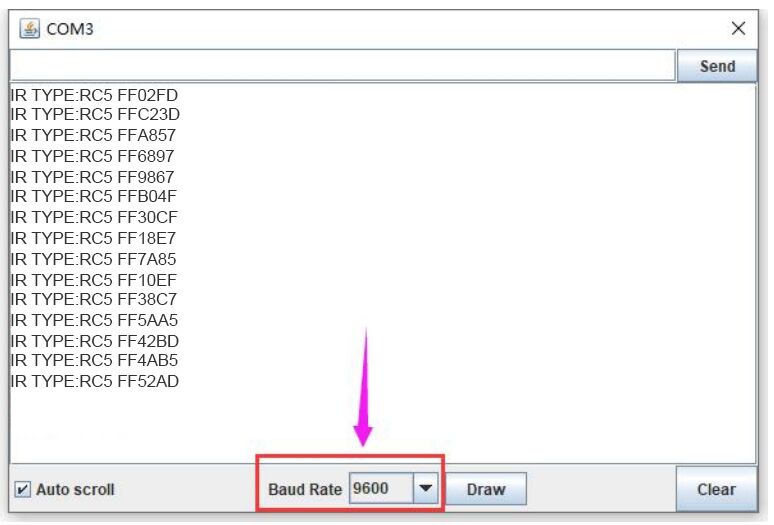 COM3
Send
IR TYPE:RC5 FF02FD
IR TYPE:RC5 FFC23D
IR TYPE:RC5 FFA857
IR TYPE:RC5 FF6897
IR TYPE:RC5 FF9867
IR TYPE:RC5 FFB04F
IR TYPE:RC5 FF30CF
IR TYPE:RC5 FF18E7
IR TYPE:RC5 FF7A85
IR TYPE:RC5 FF10EF
IR TYPE:RC5 FF38C7
IR TYPE:RC5 FF5AA5
IR TYPE:RC5 FF42BD
IR TYPE:RC5 FF4AB5
IR TYPE:RC5 FF52AD
Auto scroll Baud Rate 9600 Draw Clear